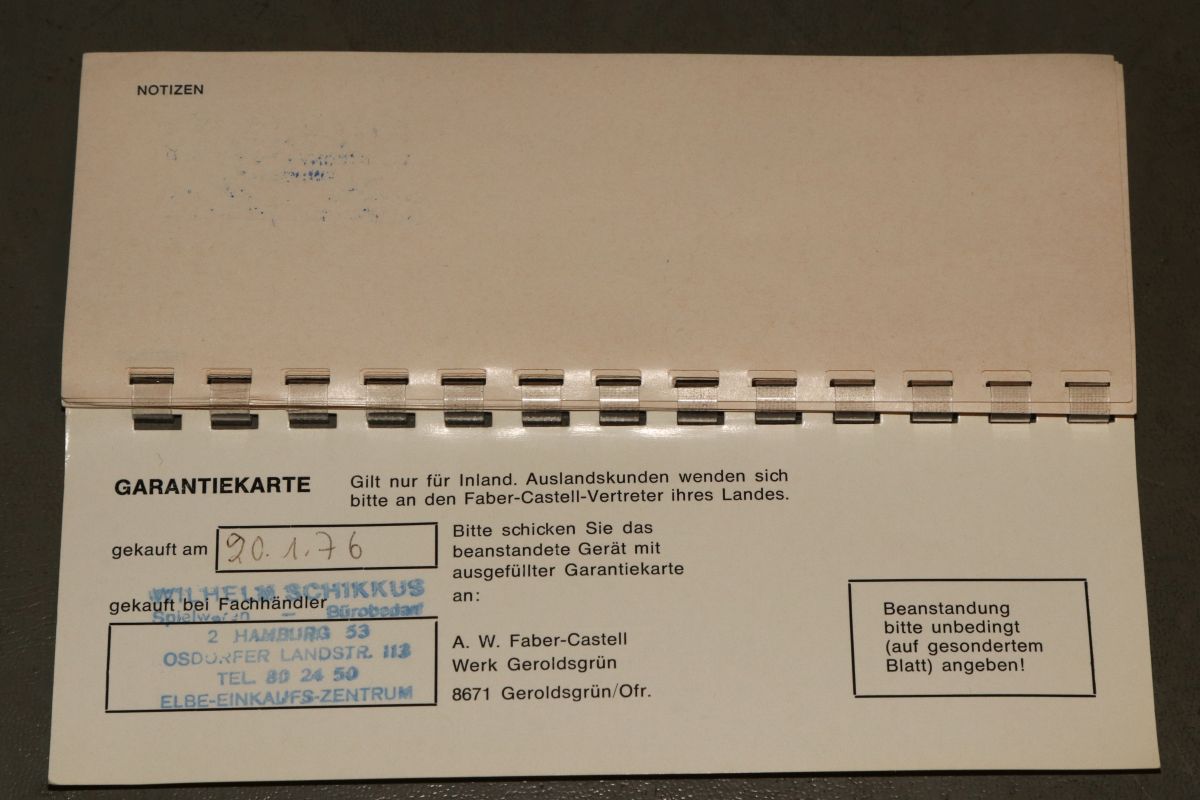 NOTIZEN
GARANTIEKARTE
Gilt nur für Inland. Auslandskunden wenden sich
bitte an den Faber-Castell-Vertreter ihres Landes.
gekauft am 20.1.76
gekauft bei Fachhändler
WILHELM SCHIKKUS
Spielwaren — Bürobedarf
2 HAMBURG 53
OSDORFER LANDSTR. 113
TEL. 80 24 50
ELBE-EINKAUFS-ZENTRUM
Bitte schicken Sie das
beanstandete Gerät mit
ausgefüllter Garantiekarte
an:
A. W. Faber-Castell
Werk Geroldsgrün
8671 Geroldsgrün/Ofr.
Beanstandung
bitte unbedingt
(auf gesondertem
Blatt) angeben!